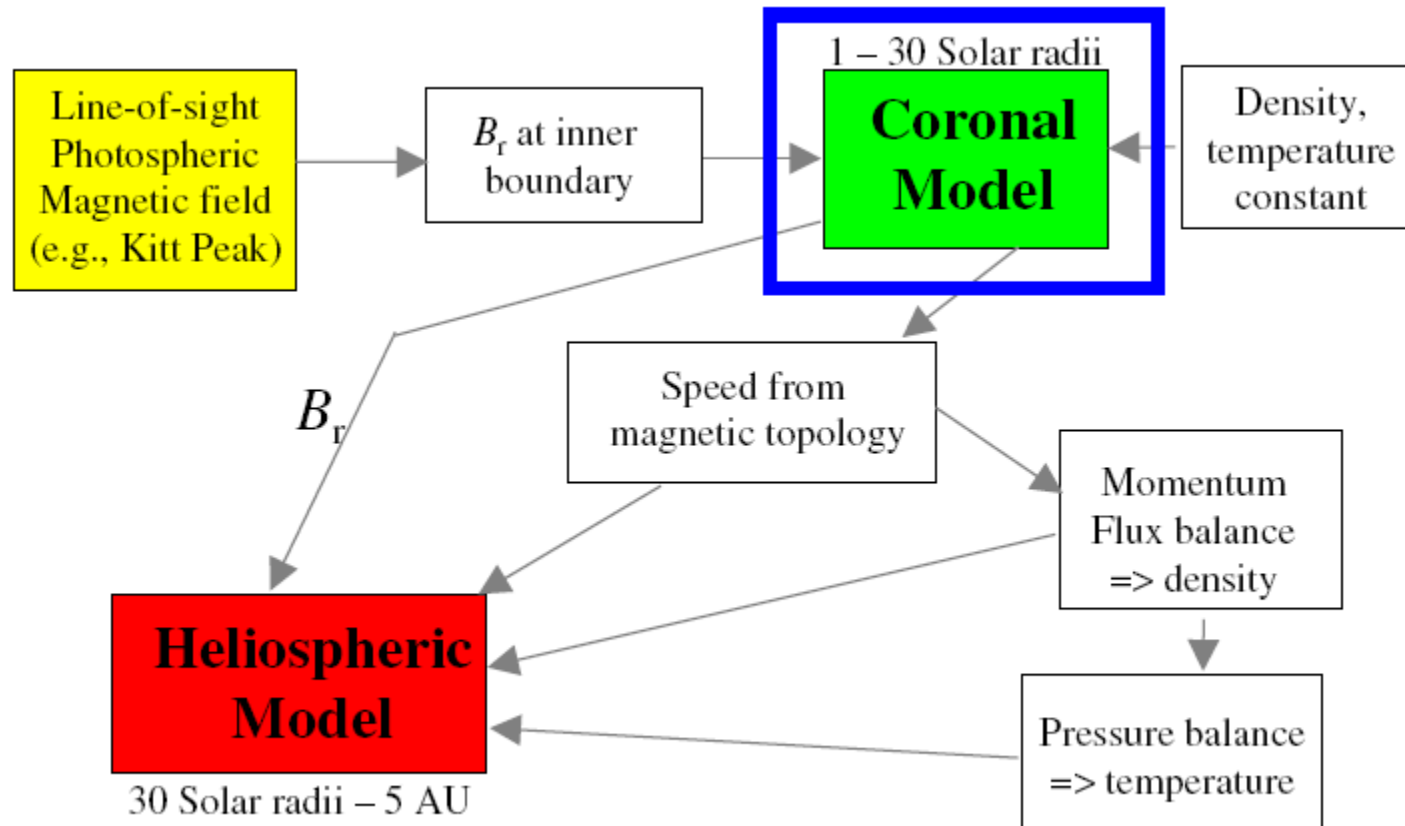 Line-of-sight
Photospheric
Magnetic field
(e.g., Kitt Peak)
B_r at inner
boundary
1 – 30 Solar radii
Coronal
Model
Density,
temperature
constant
B_r
Speed from
magnetic topology
Momentum
Flux balance
=> density
Heliospheric
Model
30 Solar radii – 5 AU
Pressure balance
=> temperature